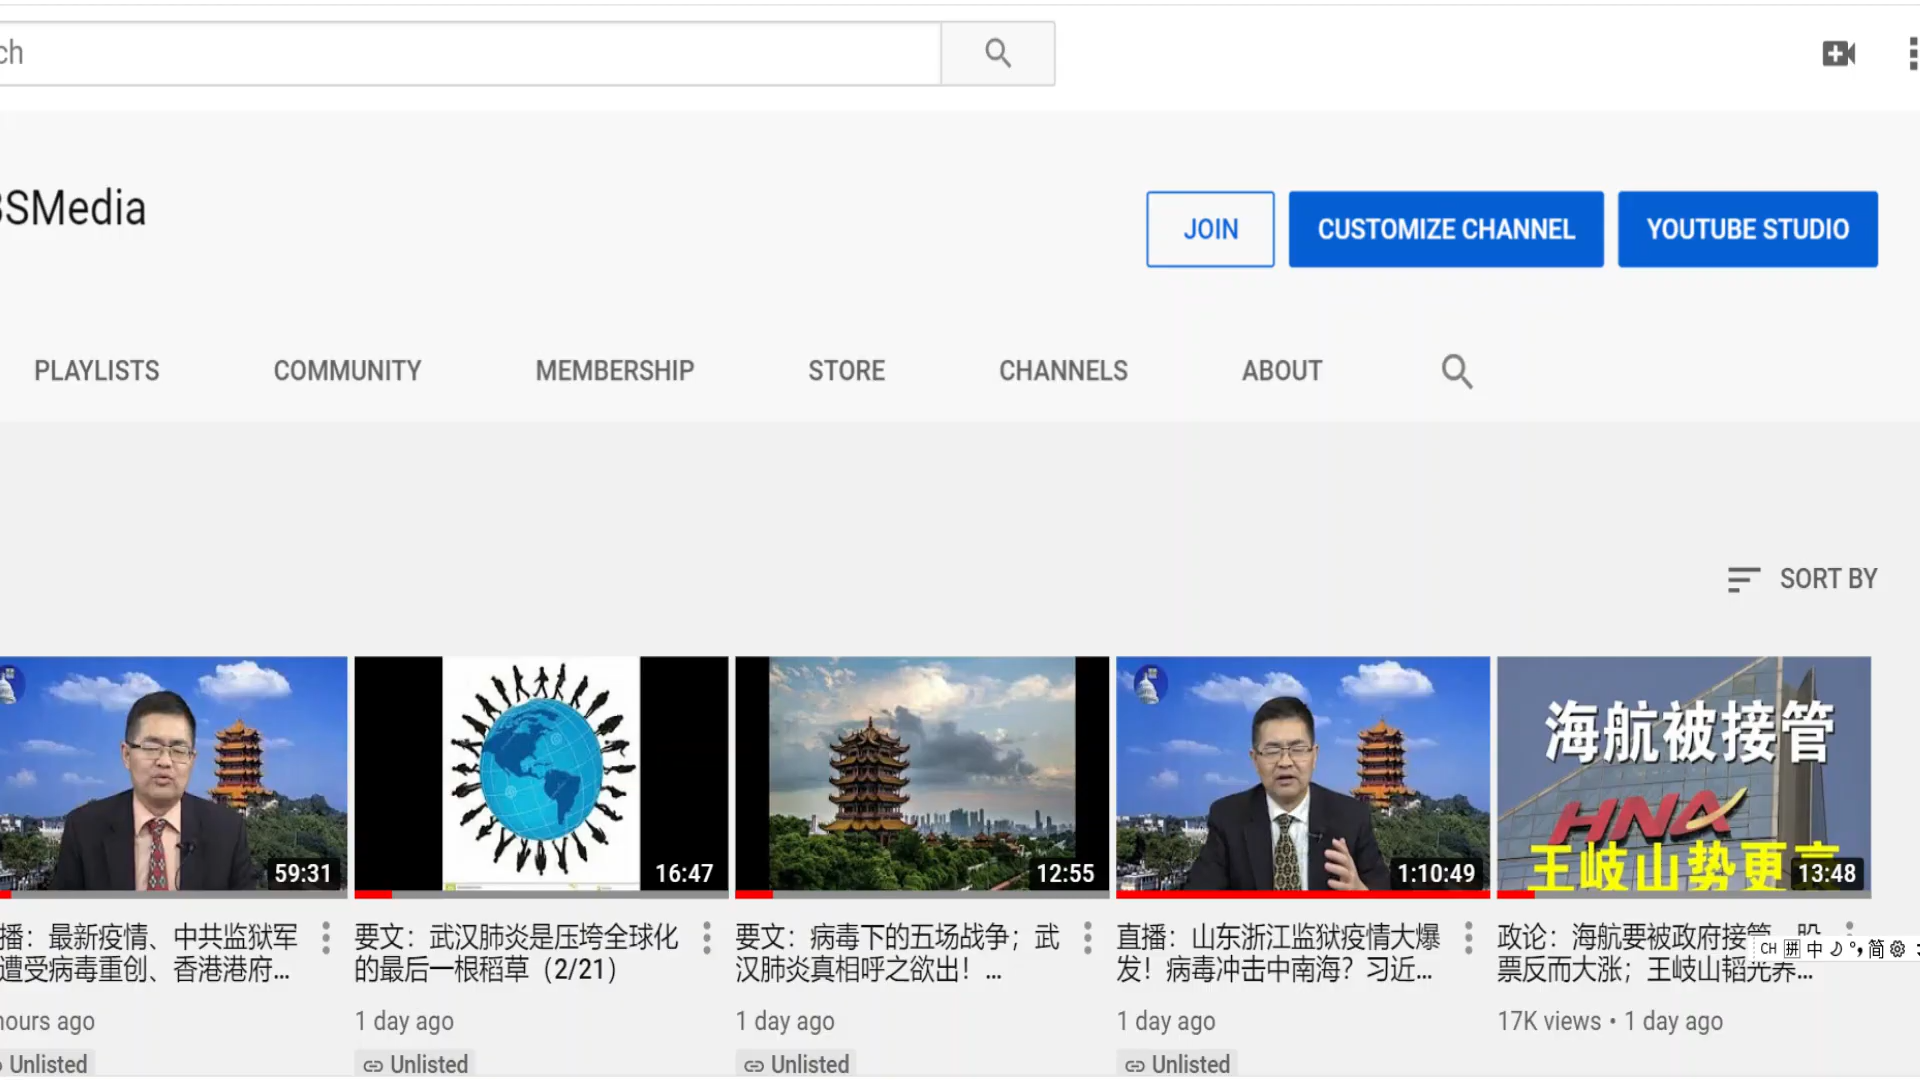 ch
SMedia
JOIN
CUSTOMIZE CHANNEL
YOUTUBE STUDIO
PLAYLISTS
COMMUNITY
MEMBERSHIP
STORE
CHANNELS
ABOUT
SORT BY
59:31
16:47
12:55
1:10:49
海航被接管
HNA
王岐山势更高
13:48
播：最新疫情、中共监狱军
遭受病毒重创、香港港府...
hours ago
Unlisted
要文：武汉肺炎是压垮全球化
的最后一根稻草（2/21）
1 day ago
Unlisted
要文：病毒下的五场战争；武
汉肺炎真相呼之欲出！...
1 day ago
Unlisted
直播：山东浙江监狱疫情大爆
发！病毒冲击中南海？习近...
1 day ago
Unlisted
政论：海航要被政府接管，股
票反而大涨；王岐山韬光养...
17K views • 1 day ago
CH 拼 中 简